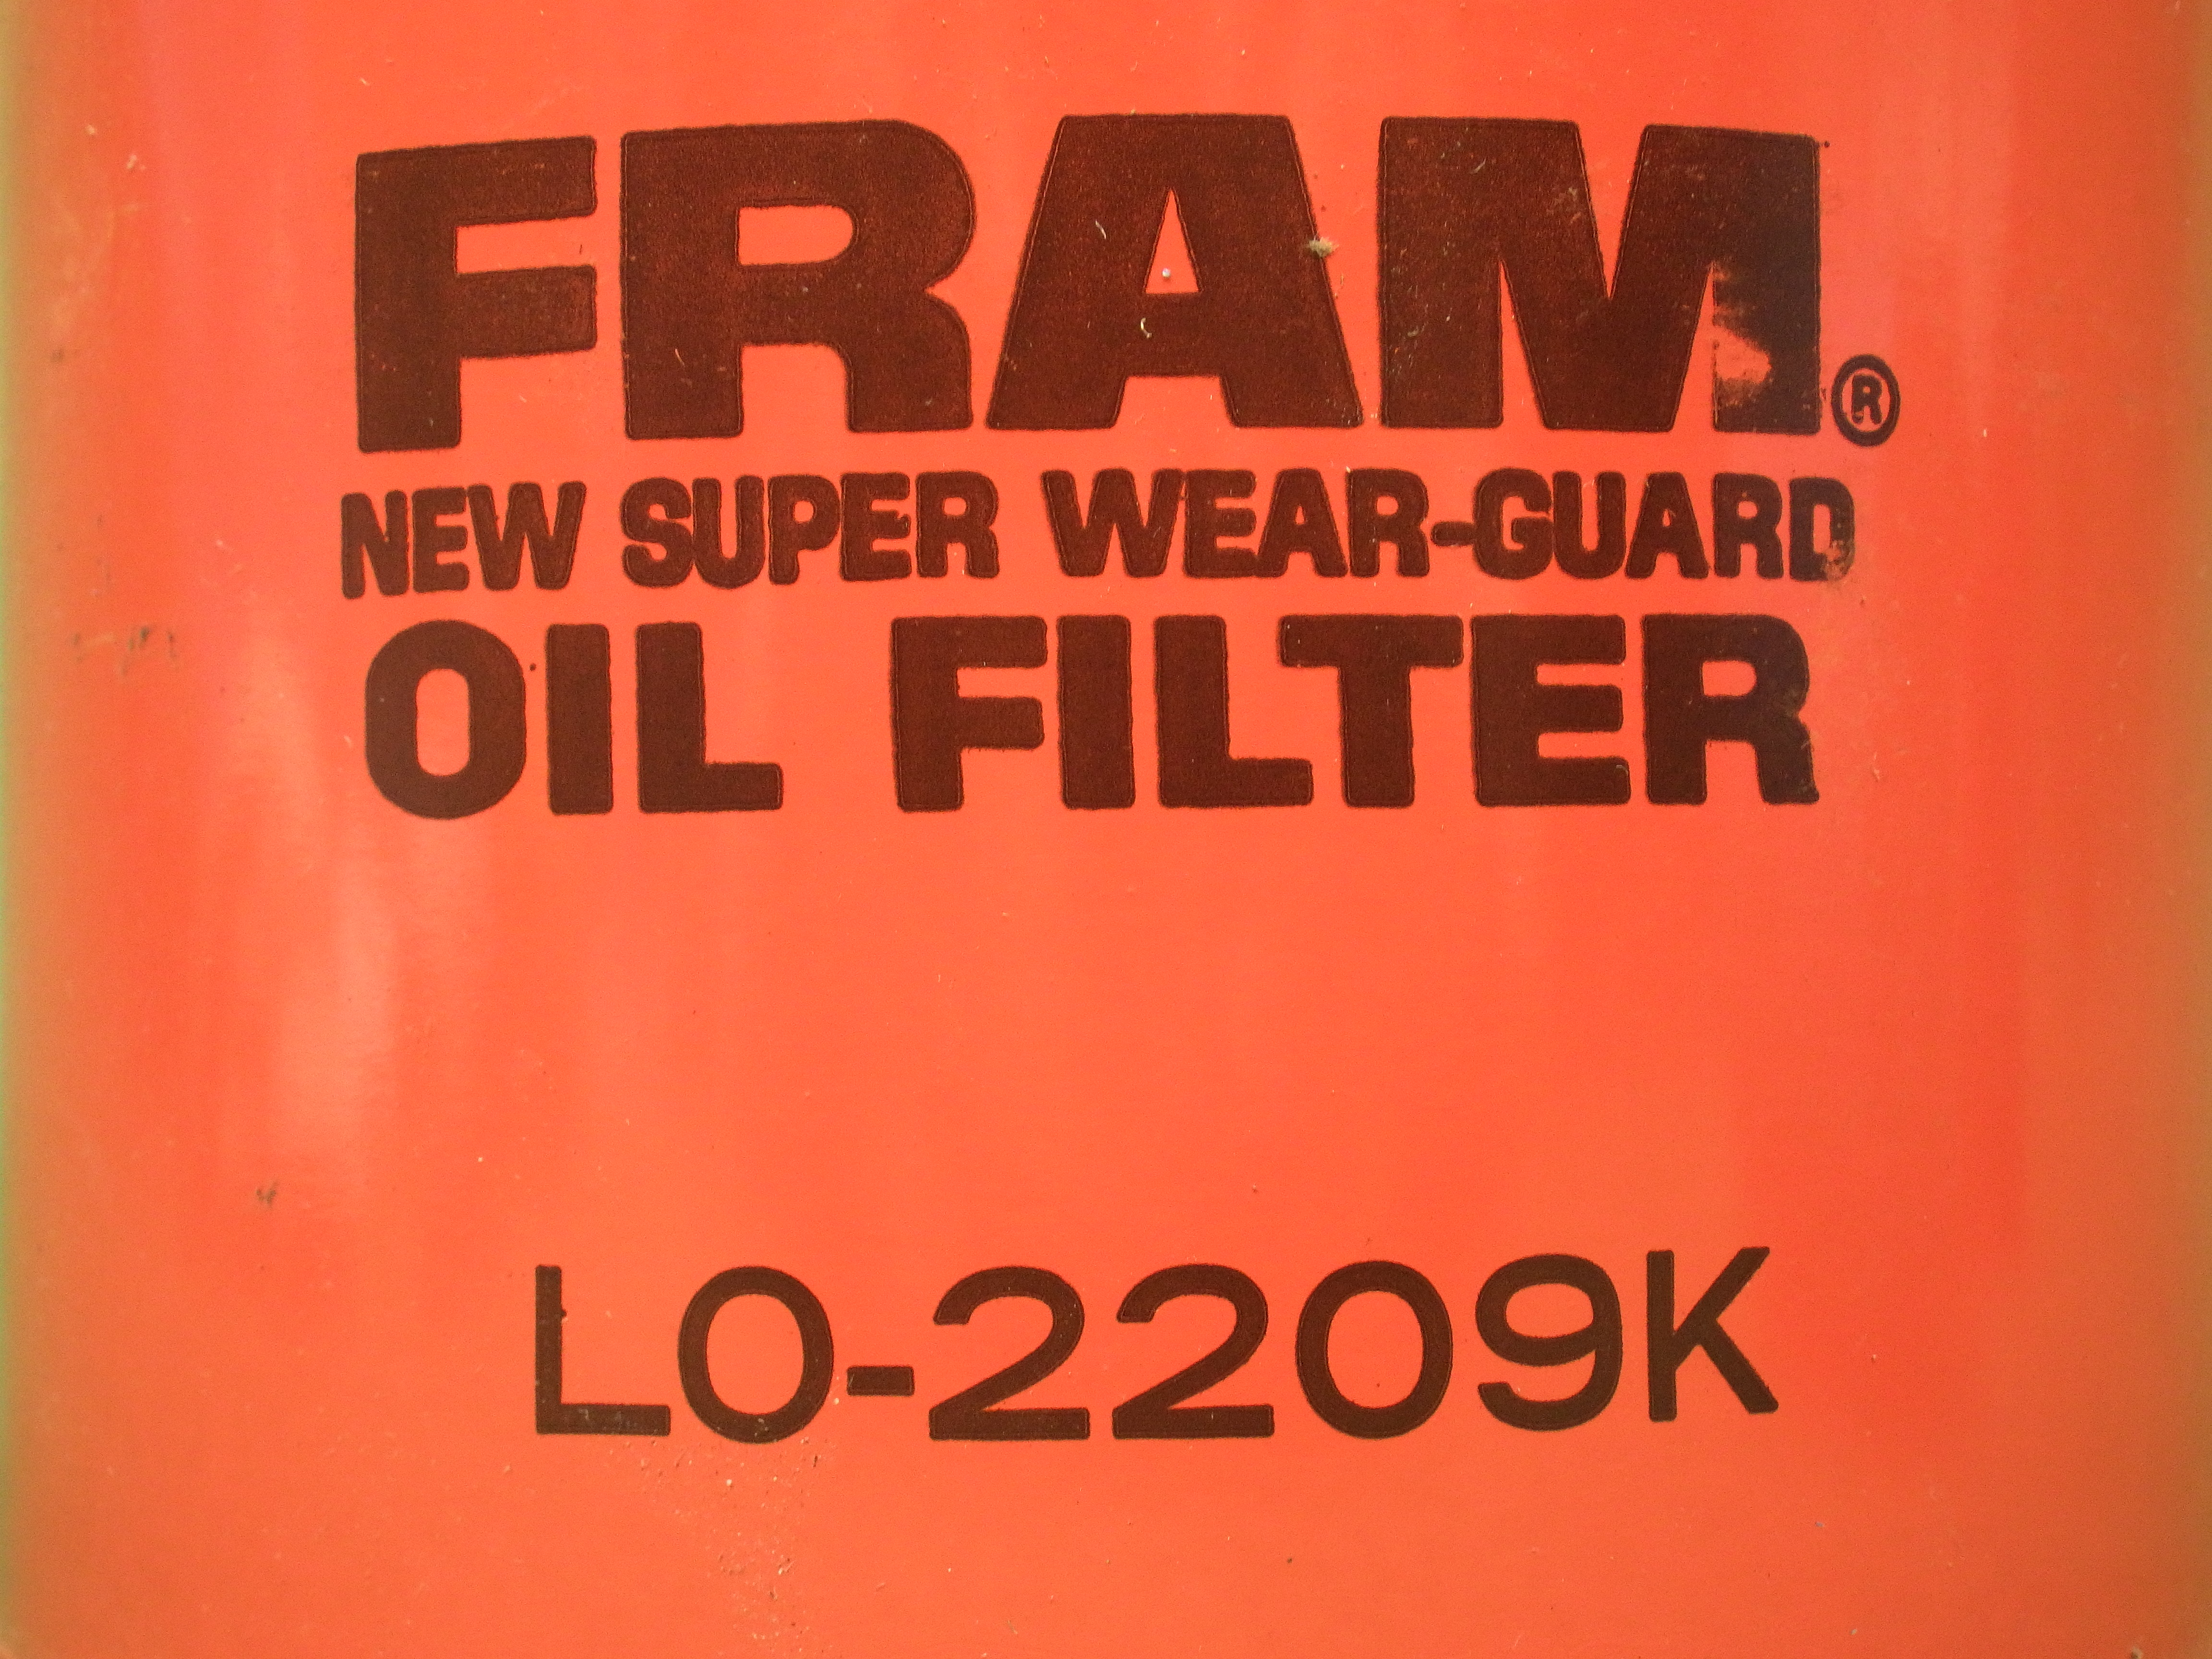 FRAM®
NEW SUPER WEAR-GUARD
OIL FILTER
LO-2209K